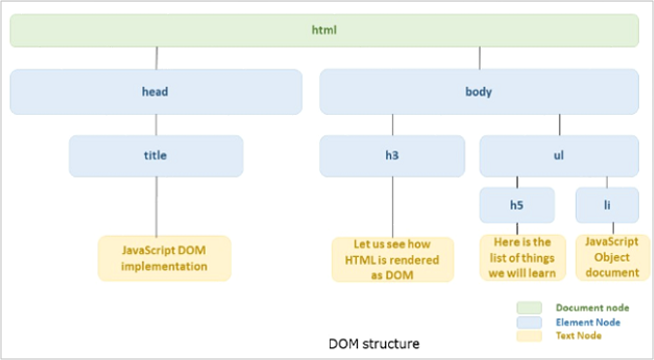 html
head
body
title
h3
ul
h5
li
JavaScript DOM
implementation
Let us see how
HTML is rendered
as DOM
Here is the
list of things
we will learn
JavaScript
Object
document
Document node
Element Node
Text Node
DOM structure